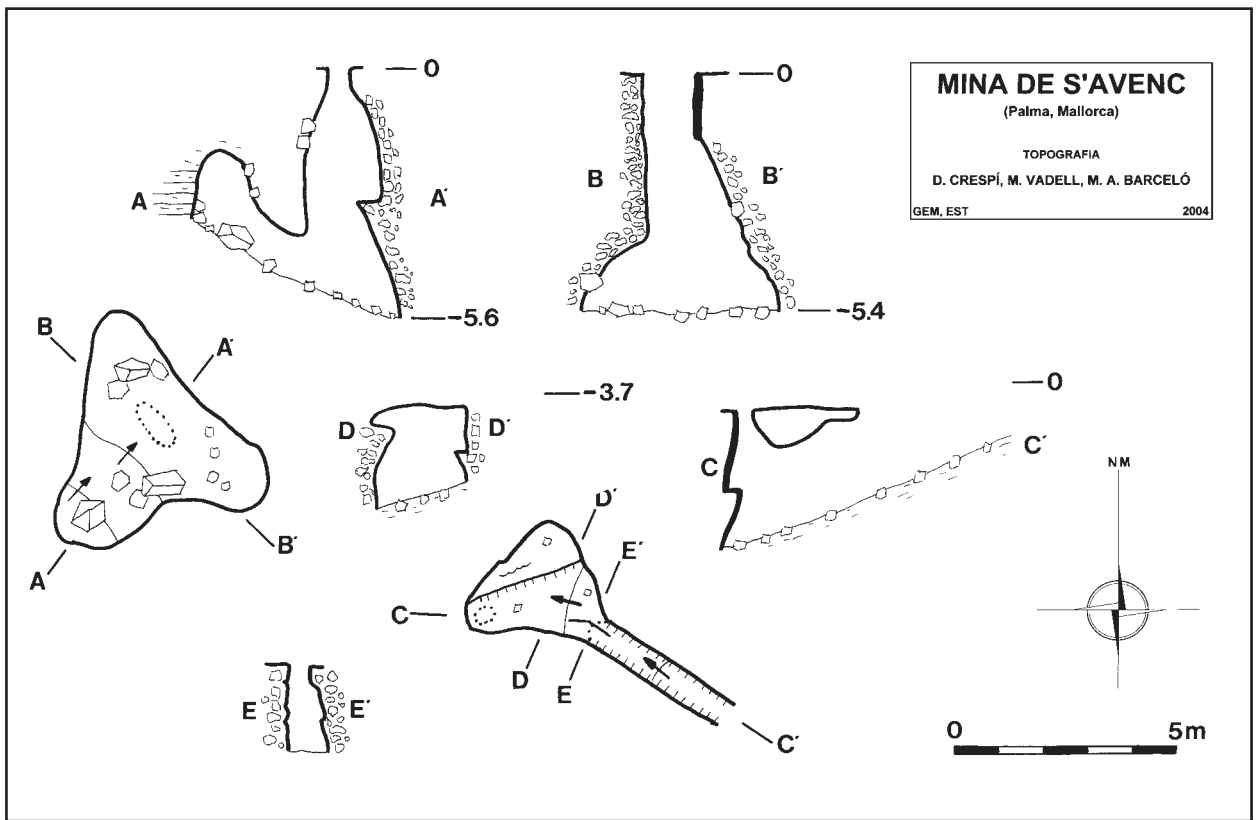 MINA DE S'AVENC
(Palma, Mallorca)
TOPOGRAFIA
D. CRESPÍ, M. VADELL, M. A. BARCELÓ
GEM, EST 2004
0
0
A
A´
B
B´
-5.6
-5.4
B
A´
A
B´
-3.7
0
D
D´
C
C´
NM
D´
E´
C
D
E
C´
E
E´
0 5m